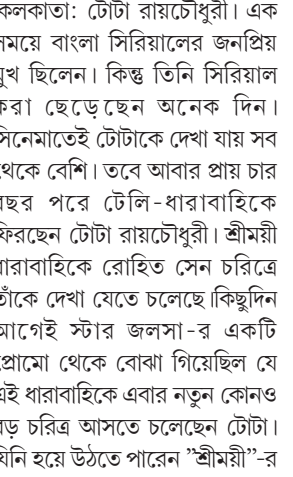 কলকাতা: টোটা রায়চৌধুরী। এক
সময়ে বাংলা সিরিয়ালের জনপ্রিয়
মুখ ছিলেন। কিন্তু তিনি সিরিয়াল
করা ছেড়েছেন অনেক দিন।
সিনেমাতেই টোটাকে দেখা যায় সব
থেকে বেশি। তবে আবার প্রায় চার
বছর পরে টেলি-ধারাবাহিকে
ফিরছেন টোটা রায়চৌধুরী। শ্রীময়ী
ধারাবাহিকে রোহিত সেন চরিত্রে
তাঁকে দেখা যেতে চলেছে।কিছুদিন
আগেই স্টার জলসা-র একটি
প্রোমো থেকে বোঝা গিয়েছিল যে
এই ধারাবাহিকে এবার নতুন কোনও
বড় চরিত্র আসতে চলেছেন টোটা।
যিনি হয়ে উঠতে পারেন ”শ্রীময়ী”-র